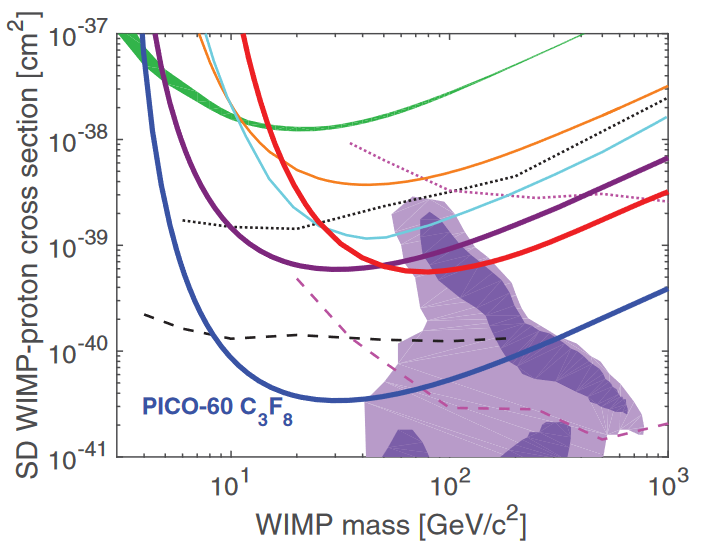 SD WIMP-proton cross section [cm²]
10⁻³⁷
10⁻³⁸
10⁻³⁹
10⁻⁴⁰
10⁻⁴¹
PICO-60 C₃F₈
10¹
10²
10³
WIMP mass [GeV/c²]